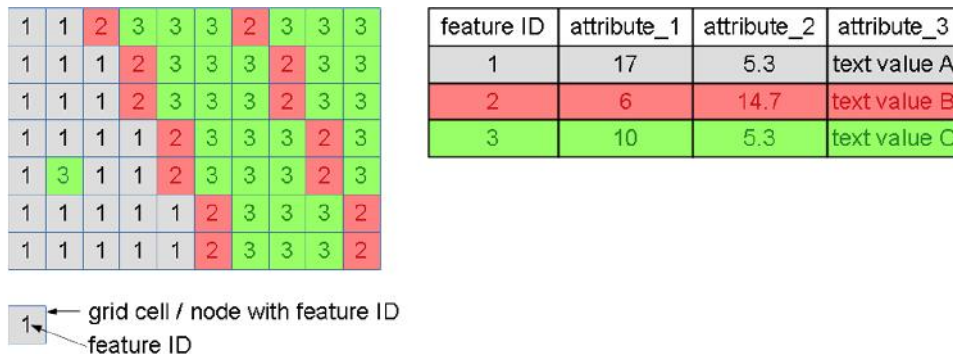 1 1 2 3 3 3 2 3 3 3
1 1 1 2 3 3 3 2 3 3
1 1 1 2 3 3 3 2 3 3
1 1 1 1 2 3 3 3 2 3
1 3 1 1 2 3 3 3 2 3
1 1 1 1 1 2 3 3 3 2
1 1 1 1 1 2 3 3 3 2
1 grid cell / node with feature ID
feature ID
feature ID attribute_1 attribute_2 attribute_3
1 17 5.3 text value A
2 6 14.7 text value B
3 10 5.3 text value C